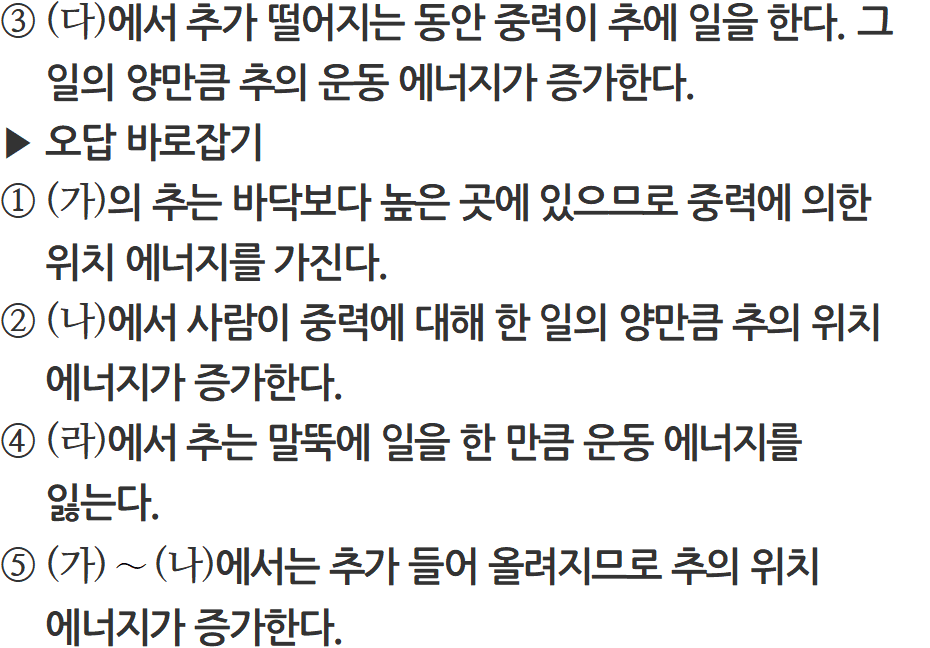 ③ (다)에서 추가 떨어지는 동안 중력이 추에 일을 한다. 그
일의 양만큼 추의 운동 에너지가 증가한다.
▶ 오답 바로잡기
① (가)의 추는 바닥보다 높은 곳에 있으므로 중력에 의한
위치 에너지를 가진다.
② (나)에서 사람이 중력에 대해 한 일의 양만큼 추의 위치
에너지가 증가한다.
④ (라)에서 추는 말뚝에 일을 한 만큼 운동 에너지를
잃는다.
⑤ (가) ~ (나)에서는 추가 들어 올려지므로 추의 위치
에너지가 증가한다.